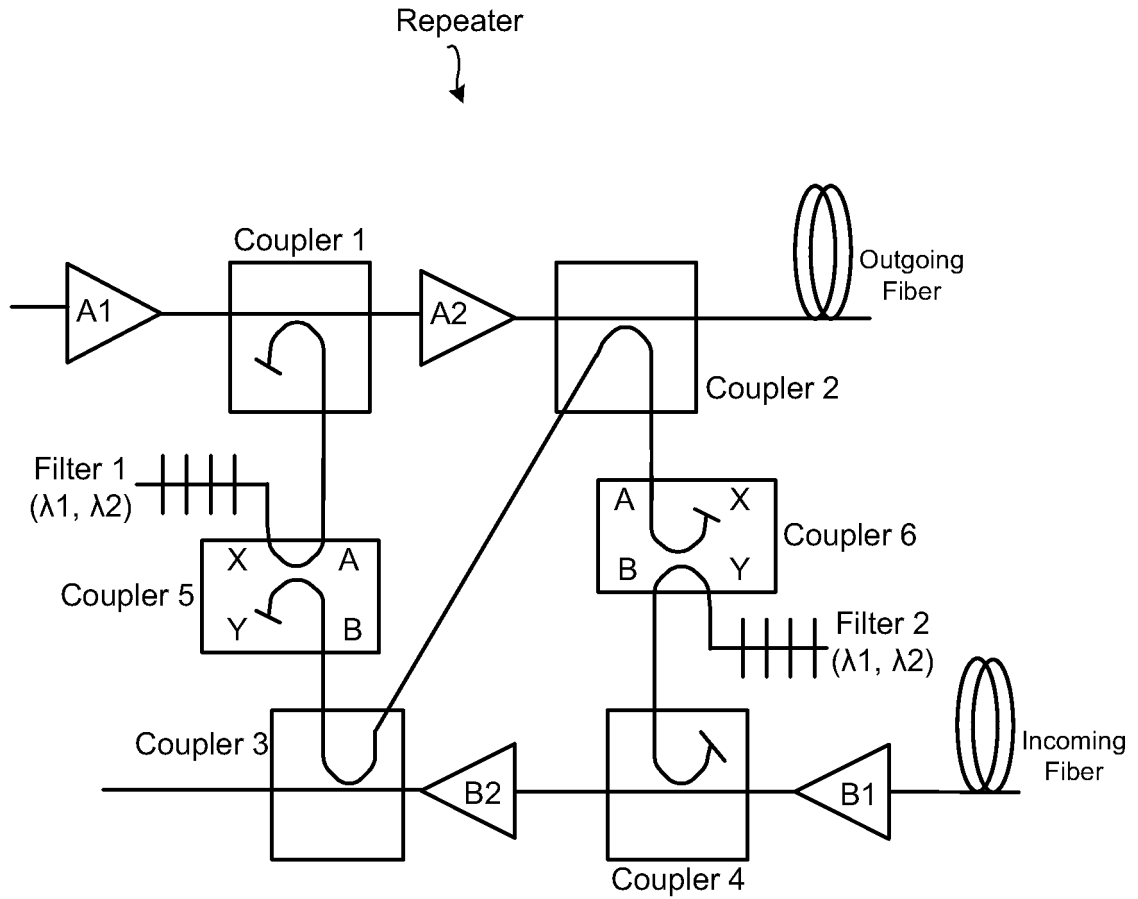 Repeater
Coupler 1
A1
A2
Outgoing
Fiber
Coupler 2
Filter 1
(λ1, λ2)
A
X
Coupler 6
B
Y
X
A
Coupler 5
Y
B
Filter 2
(λ1, λ2)
Coupler 3
Incoming
Fiber
B2
B1
Coupler 4